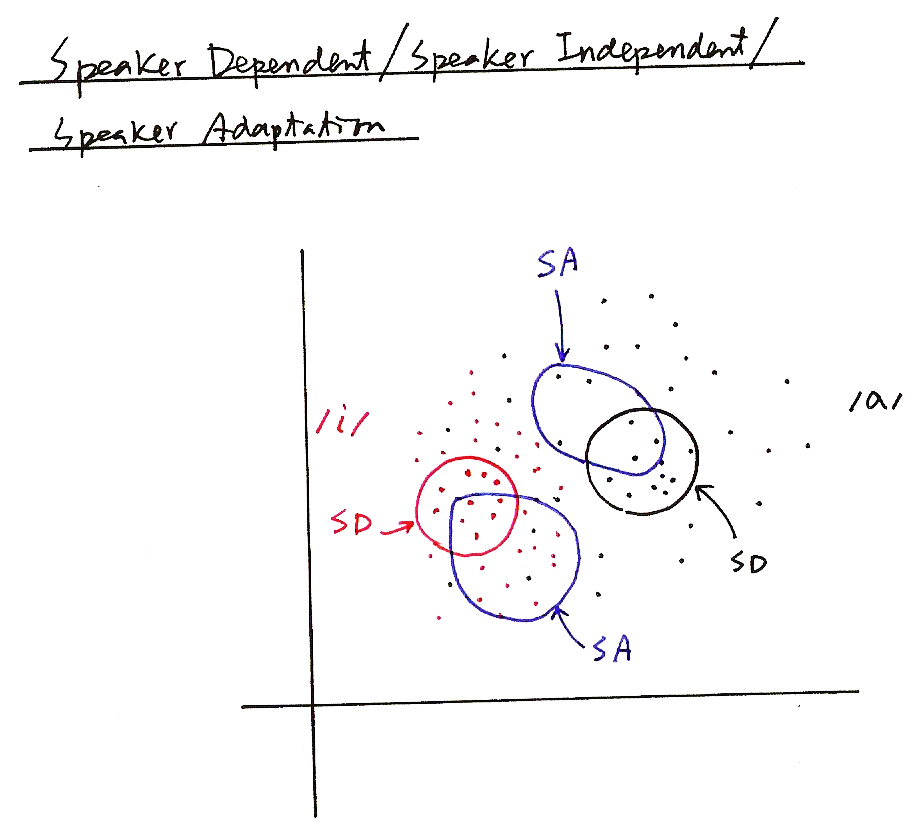 Speaker Dependent/Speaker Independent/
Speaker Adaptation
SA
/i/
/a/
SD
SD
SA